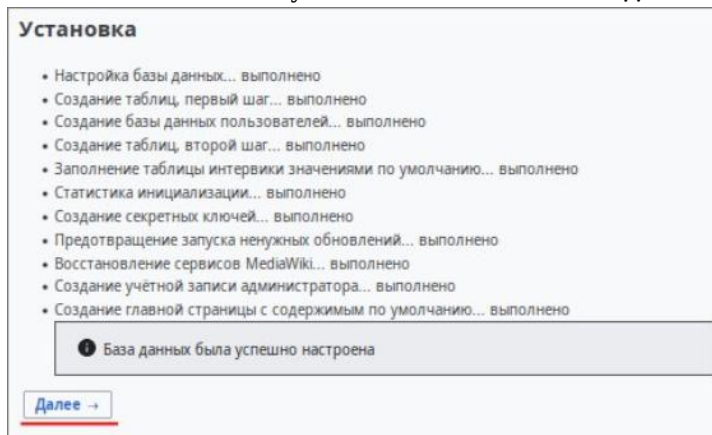 Установка
• Настройка базы данных... выполнено
• Создание таблиц, первый шаг... выполнено
• Создание базы данных пользователей... выполнено
• Создание таблиц, второй шаг... выполнено
• Заполнение таблицы интервики значениями по умолчанию... выполнено
• Статистика инициализации... выполнено
• Создание секретных ключей... выполнено
• Предотвращение запуска ненужных обновлений... выполнено
• Восстановление сервисов MediaWiki... выполнено
• Создание учётной записи администратора... выполнено
• Создание главной страницы с содержимым по умолчанию... выполнено
База данных была успешно настроена
Далее →